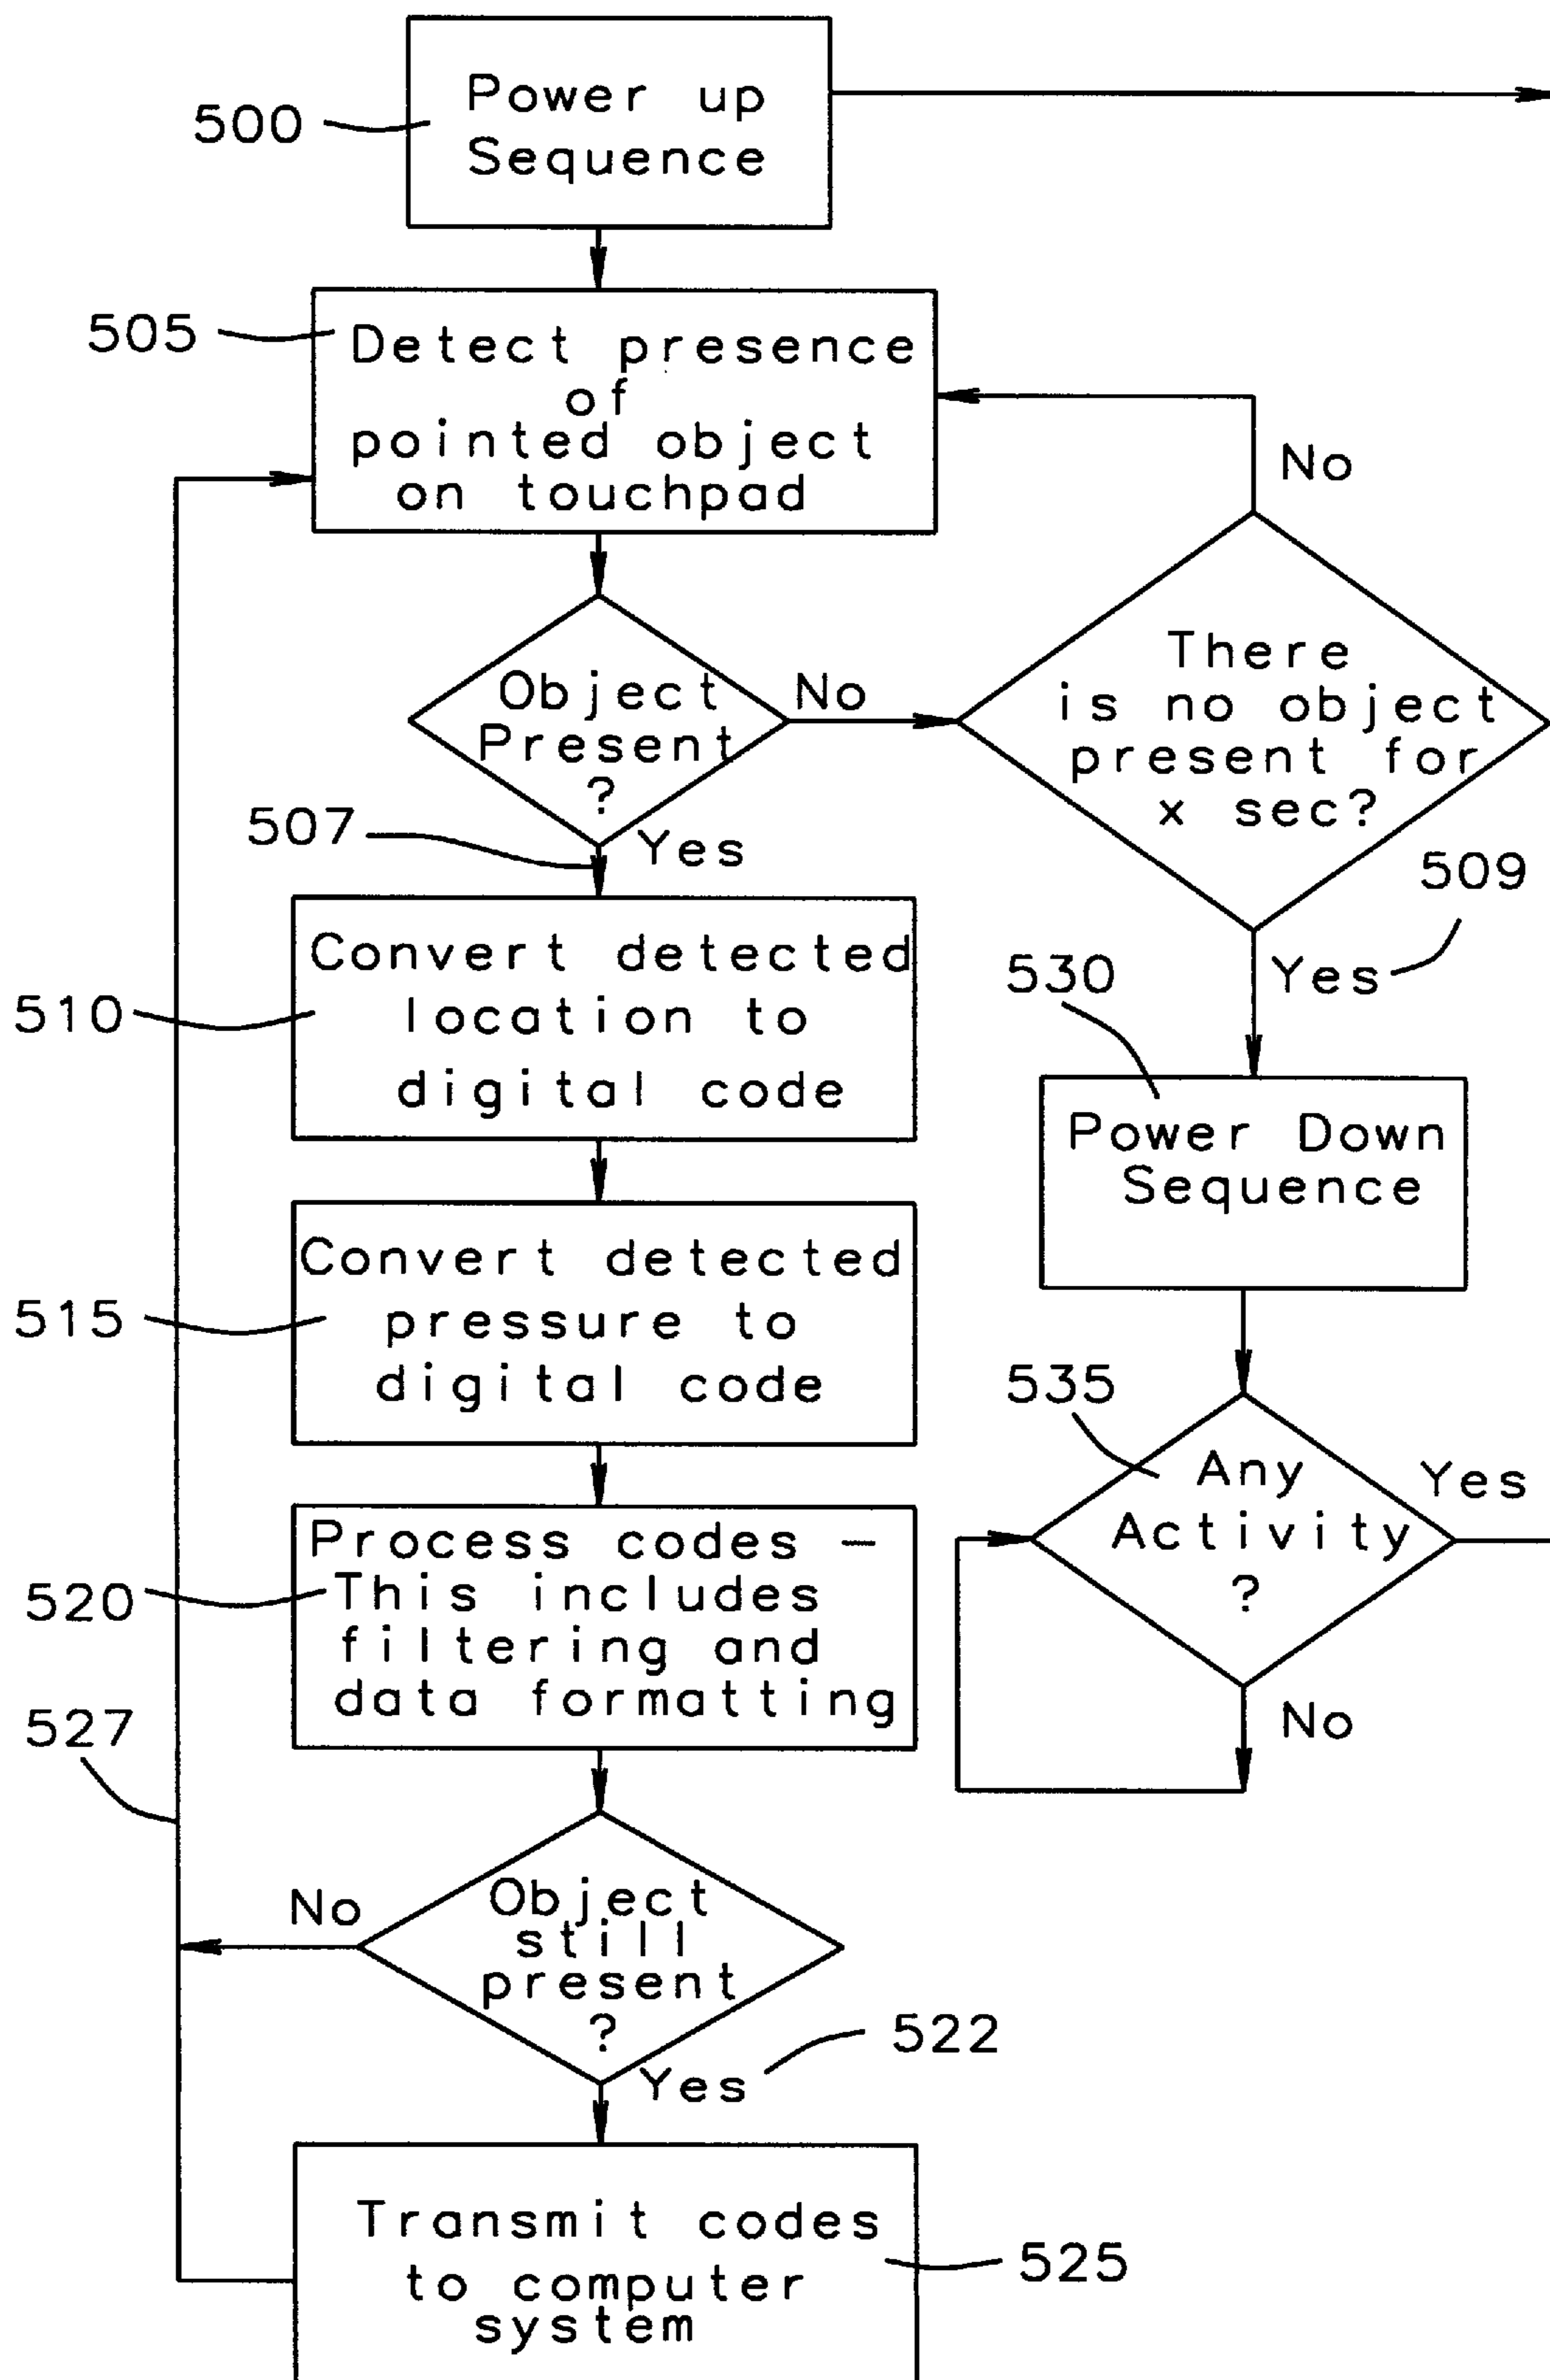 500
Power up
Sequence
505
Detect presence
of
pointed object
on touchpad
No
Object
Present
?
No
There
is no object
present for
x sec?
507
Yes
509
Yes
530
510
Convert detected
location to
digital code
Power Down
Sequence
515
Convert detected
pressure to
digital code
535
Any
Activity
?
Yes
No
520
Process codes –
This includes
filtering and
data formatting
527
No
Object
still
present
?
522
Yes
Transmit codes
to computer
system
525